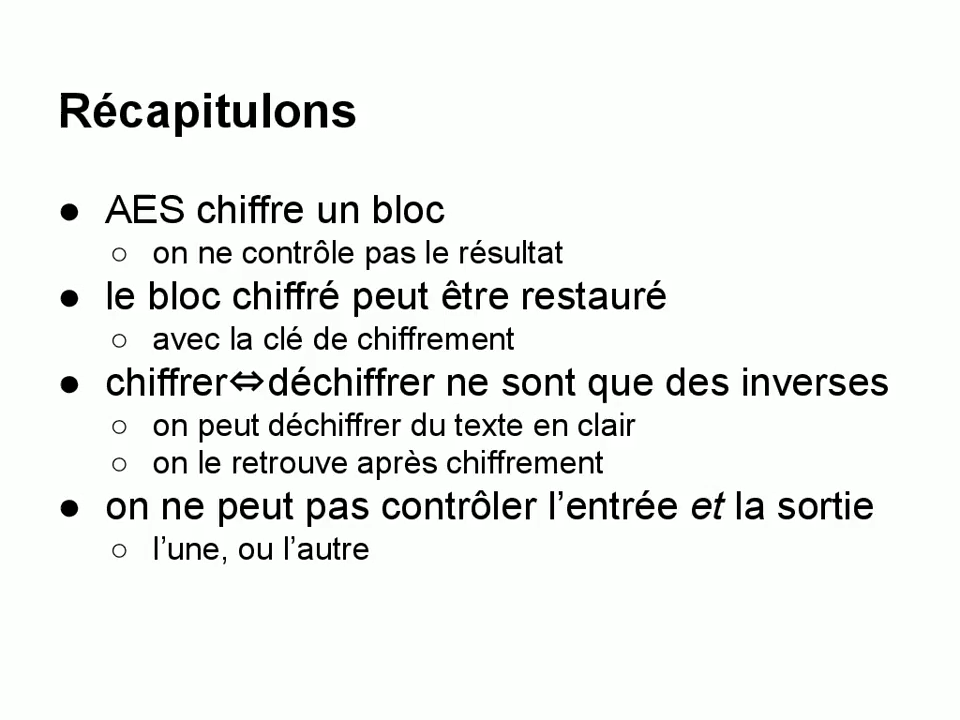 Récapitulons
● AES chiffre un bloc
○ on ne contrôle pas le résultat
● le bloc chiffré peut être restauré
○ avec la clé de chiffrement
● chiffrer⇔déchiffrer ne sont que des inverses
○ on peut déchiffrer du texte en clair
○ on le retrouve après chiffrement
● on ne peut pas contrôler l’entrée et la sortie
○ l’une, ou l’autre